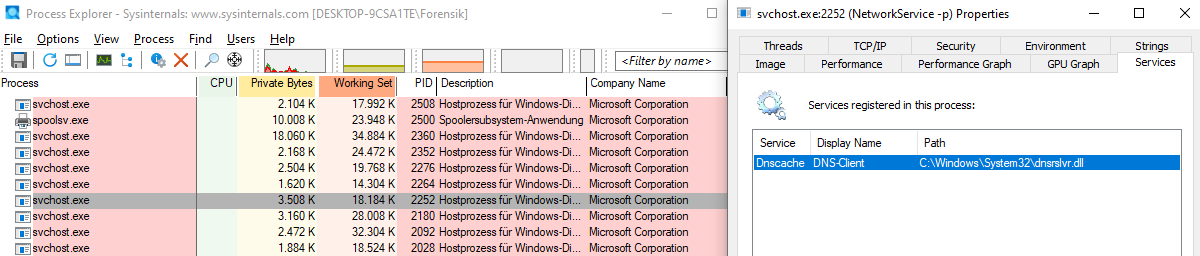 Process Explorer - Sysinternals: www.sysinternals.com [DESKTOP-9CSA1TE\Forensik]
File Options View Process Find Users Help
<Filter by name>
Process CPU Private Bytes Working Set PID Description Company Name
svchost.exe 2.104 K 17.992 K 2508 Hostprozess für Windows-Di... Microsoft Corporation
spoolsv.exe 10.008 K 23.948 K 2500 Spoolersubsystem-Anwendung Microsoft Corporation
svchost.exe 18.060 K 34.884 K 2360 Hostprozess für Windows-Di... Microsoft Corporation
svchost.exe 2.168 K 24.472 K 2352 Hostprozess für Windows-Di... Microsoft Corporation
svchost.exe 2.504 K 19.768 K 2276 Hostprozess für Windows-Di... Microsoft Corporation
svchost.exe 1.620 K 14.304 K 2264 Hostprozess für Windows-Di... Microsoft Corporation
svchost.exe 3.508 K 18.184 K 2252 Hostprozess für Windows-Di... Microsoft Corporation
svchost.exe 3.160 K 28.008 K 2180 Hostprozess für Windows-Di... Microsoft Corporation
svchost.exe 2.472 K 32.304 K 2092 Hostprozess für Windows-Di... Microsoft Corporation
svchost.exe 1.884 K 18.524 K 2028 Hostprozess für Windows-Di... Microsoft Corporation
svchost.exe:2252 (NetworkService -p) Properties
Threads TCP/IP Security Environment Strings
Image Performance Performance Graph GPU Graph Services
Services registered in this process:
Service Display Name Path
Dnscache DNS-Client C:\Windows\System32\dnsrslvr.dll